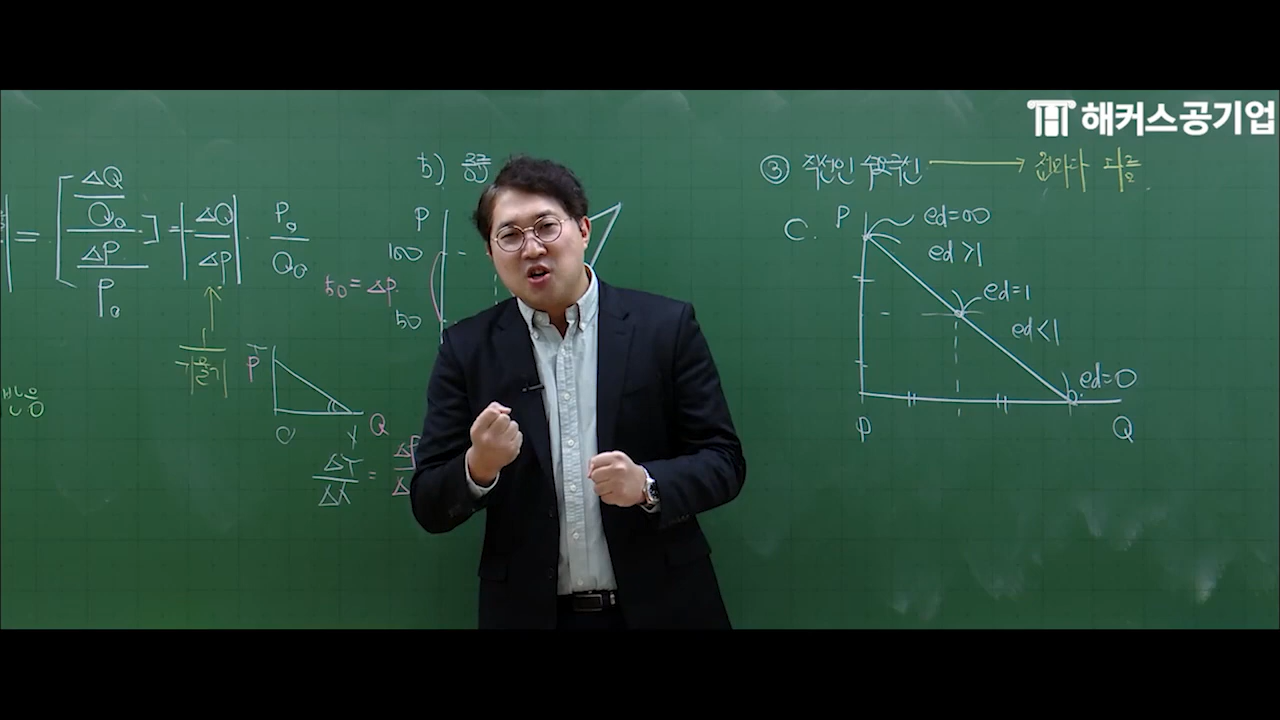 해커스공기업
ΔQ
Q₀
ΔP
P₀
=
ΔQ
ΔP
P₀
Q₀
1
기울기
P
Q
ΔY
ΔX
=
ΔP
b)
P
100
50
50 = ΔP
③ 직선인 수요곡선 → 점마다 다름
C.
P
ed=∞
ed>1
ed=1
ed<1
ed=0
Q